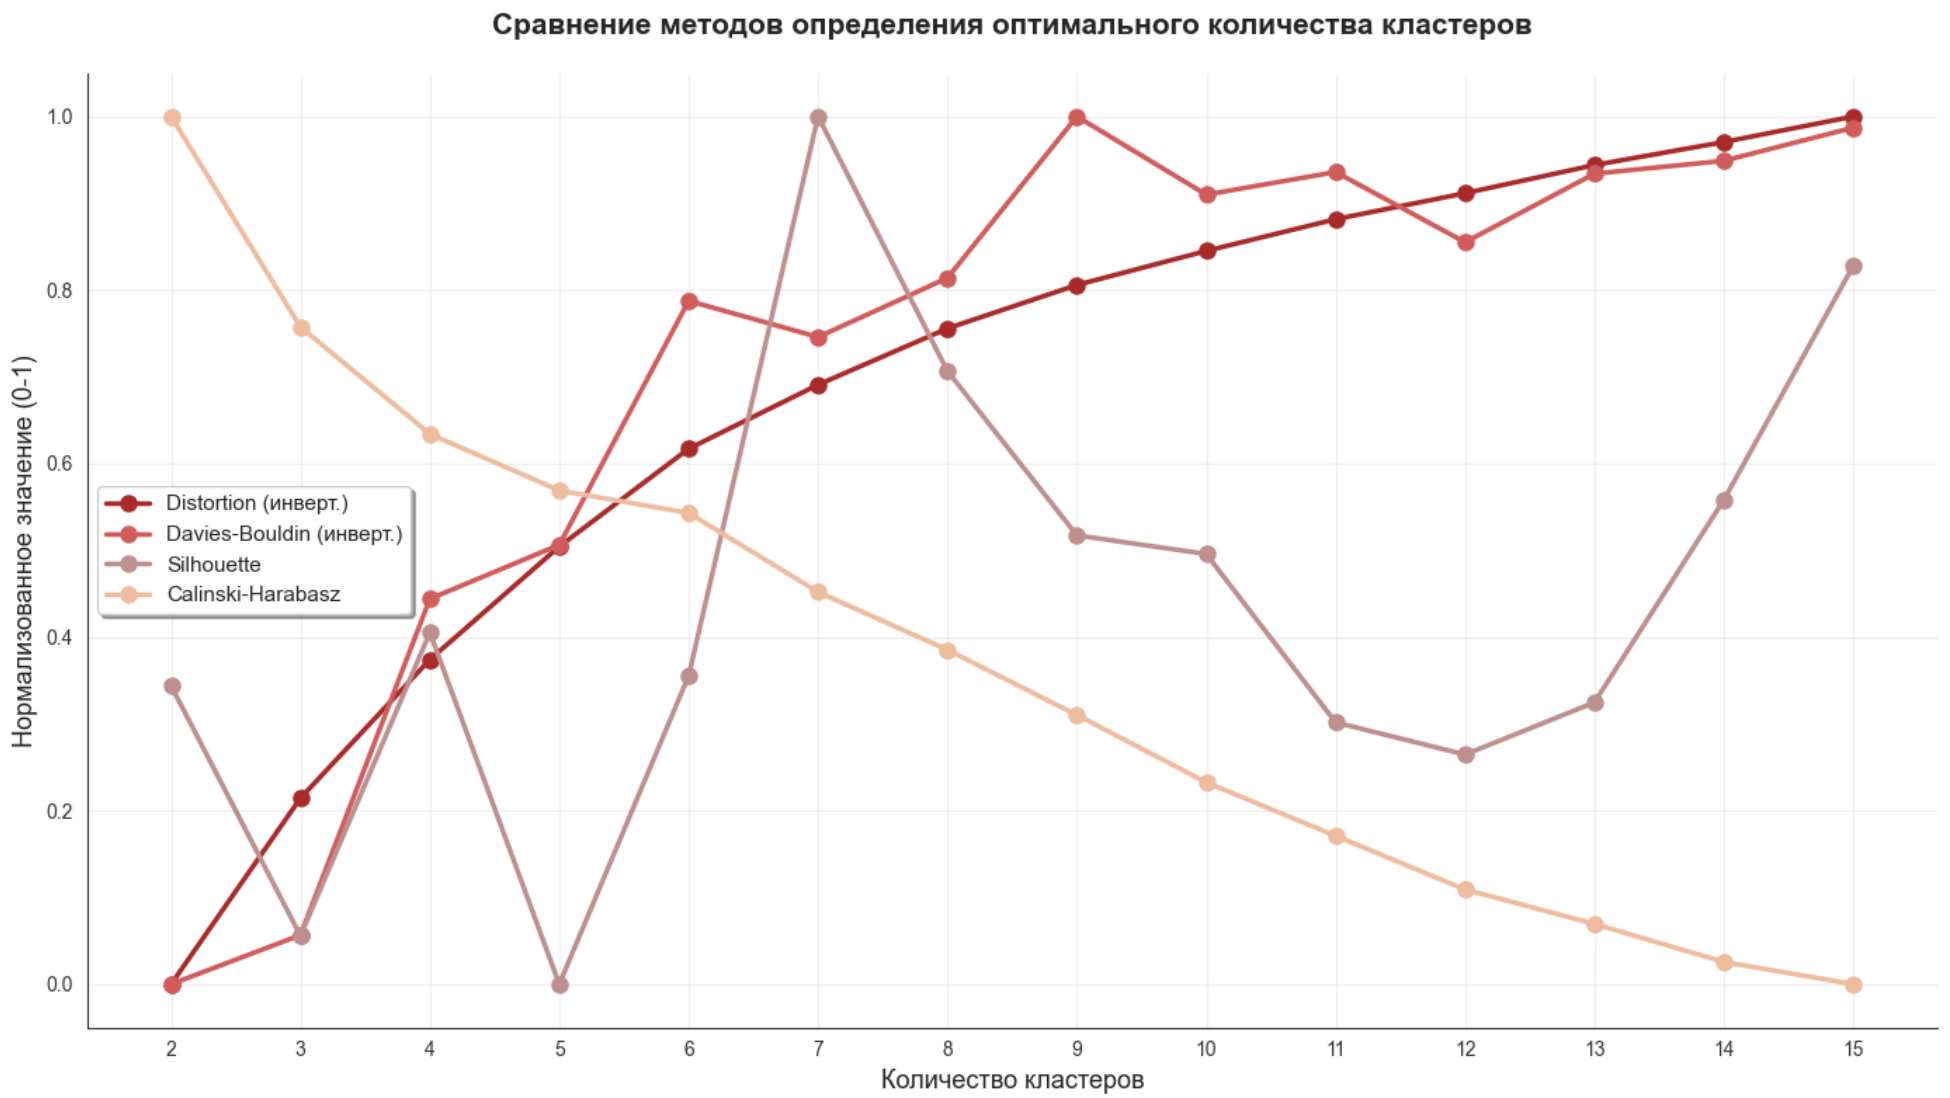 Сравнение методов определения оптимального количества кластеров
Нормализованное значение (0-1)
1.0
0.8
0.6
0.4
0.2
0.0
Distortion (инверт.)
Davies-Bouldin (инверт.)
Silhouette
Calinski-Harabasz
2 3 4 5 6 7 8 9 10 11 12 13 14 15
Количество кластеров